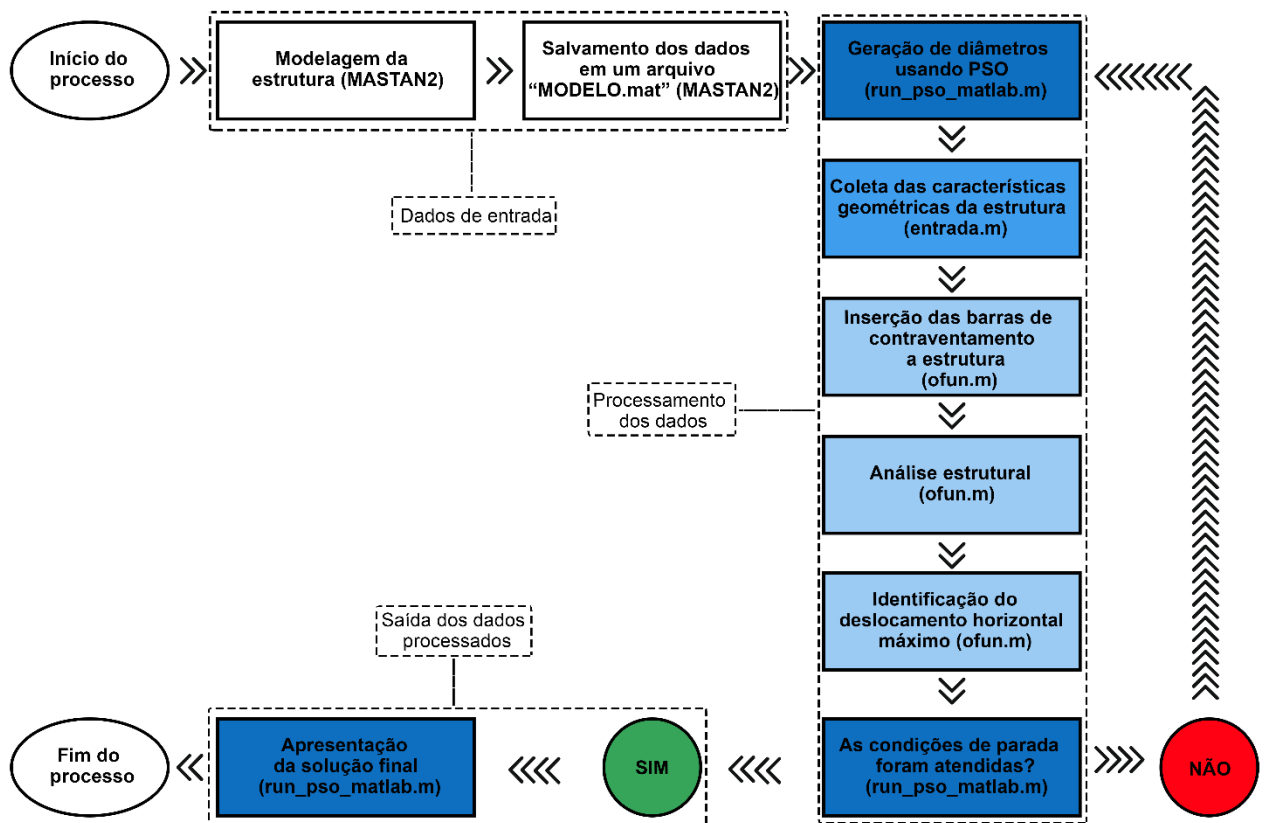 Início do
processo
Modelagem da
estrutura (MASTAN2)
Salvamento dos dados
em um arquivo
“MODELO.mat” (MASTAN2)
Geração de diâmetros
usando PSO
(run_pso_matlab.m)
Dados de entrada
Coleta das características
geométricas da estrutura
(entrada.m)
Inserção das barras de
contraventamento
a estrutura
(ofun.m)
Processamento
dos dados
Análise estrutural
(ofun.m)
Identificação do
deslocamento horizontal
máximo (ofun.m)
As condições de parada
foram atendidas?
(run_pso_matlab.m)
NÃO
SIM
Saída dos dados
processados
Apresentação
da solução final
(run_pso_matlab.m)
Fim do
processo